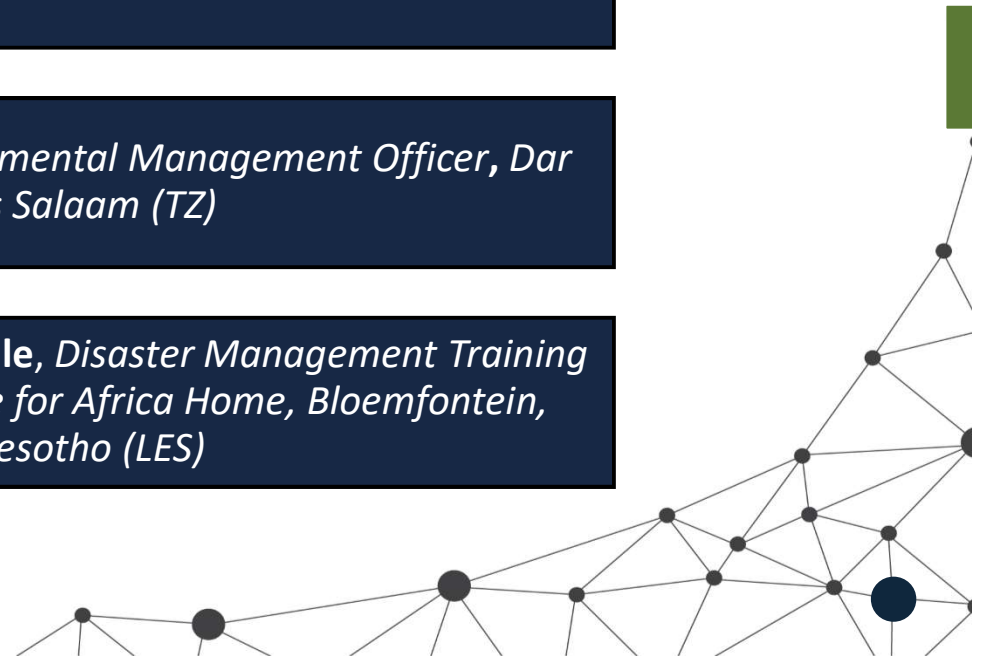 mental Management Officer, Dar
Salaam (TZ)
le, Disaster Management Training
for Africa Home, Bloemfontein,
esotho (LES)